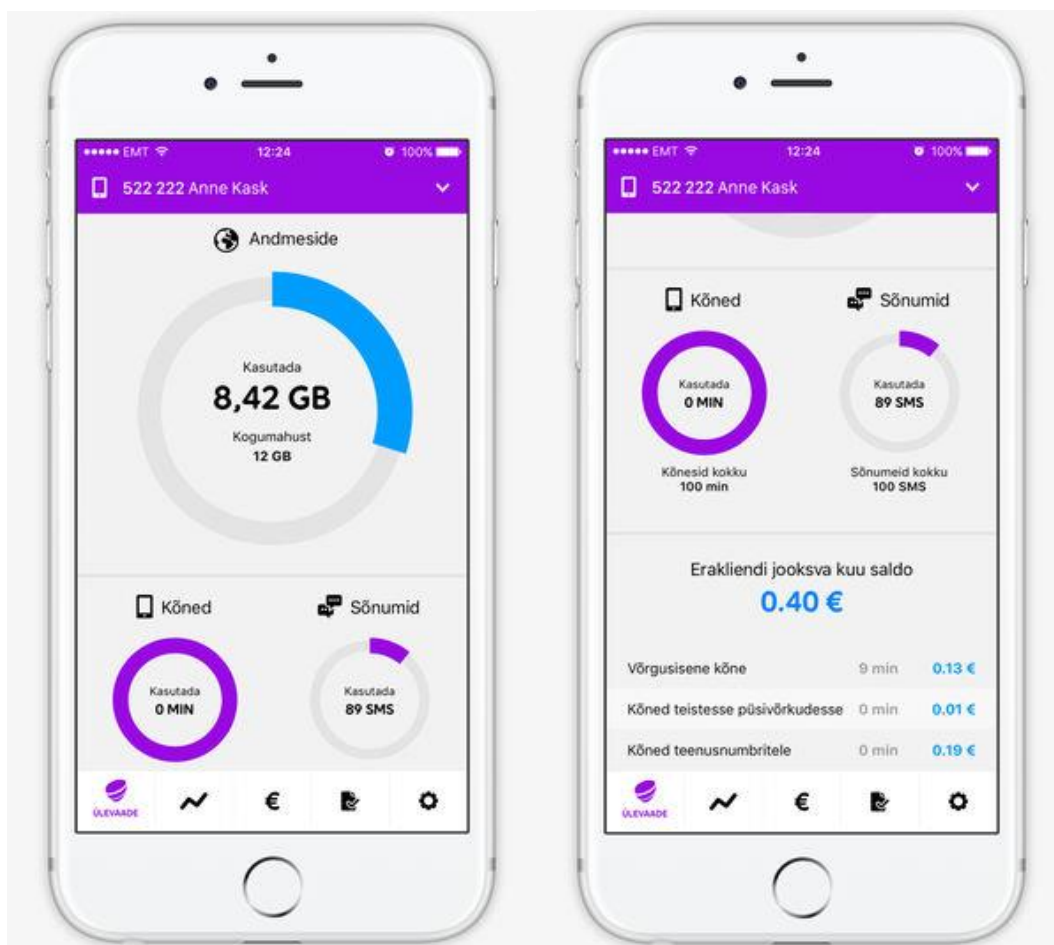 EMT 12:24 100%
522 222 Anne Kask
Andmeside
Kasutada
8,42 GB
Kogumahust
12 GB
Kõned
Kasutada
0 MIN
Sõnumid
Kasutada
89 SMS
ÜLEVAADE
€
EMT 12:24 100%
522 222 Anne Kask
Kõned
Kasutada
0 MIN
Kõnesid kokku
100 min
Sõnumid
Kasutada
89 SMS
Sõnumeid kokku
100 SMS
Erakliendi jooksva kuu saldo
0.40 €
Võrgusisene kõne 9 min 0.13 €
Kõned teistesse püsivõrkudesse 0 min 0.01 €
Kõned teenusnumbritele 0 min 0.19 €
ÜLEVAADE
€